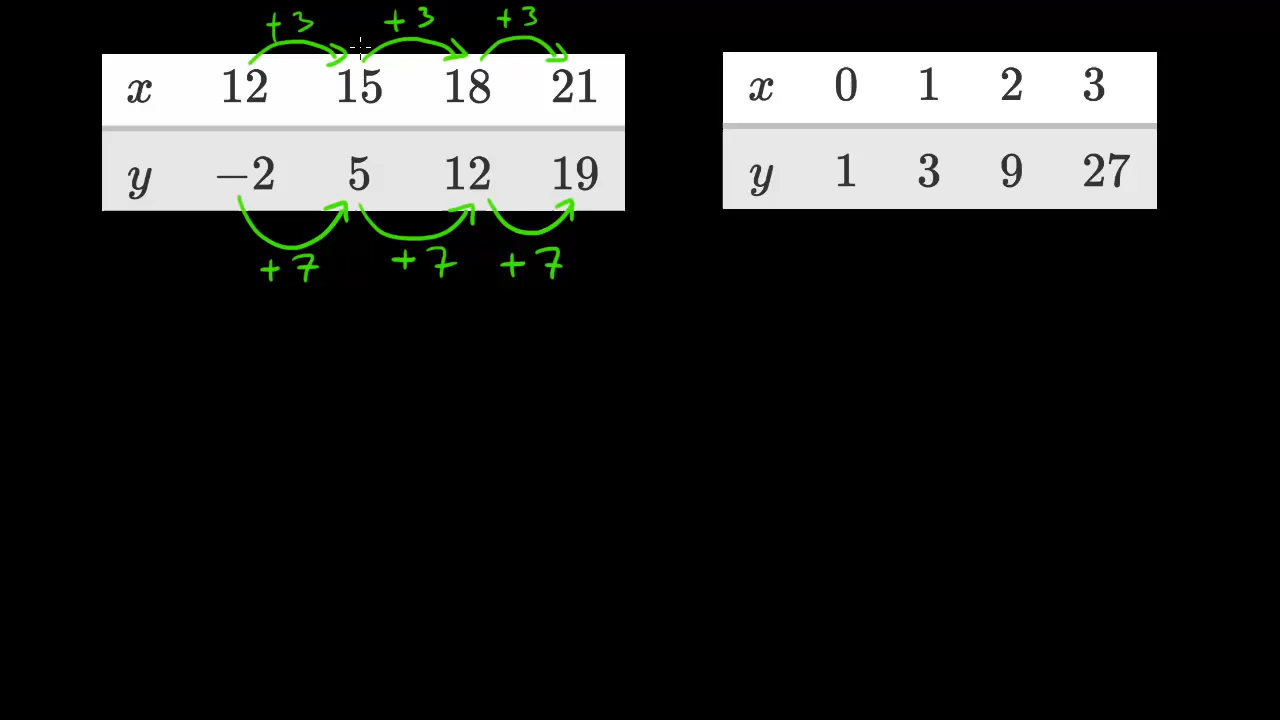 +3 +3 +3
x 12 15 18 21
y −2 5 12 19
+7 +7 +7
x 0 1 2 3
y 1 3 9 27